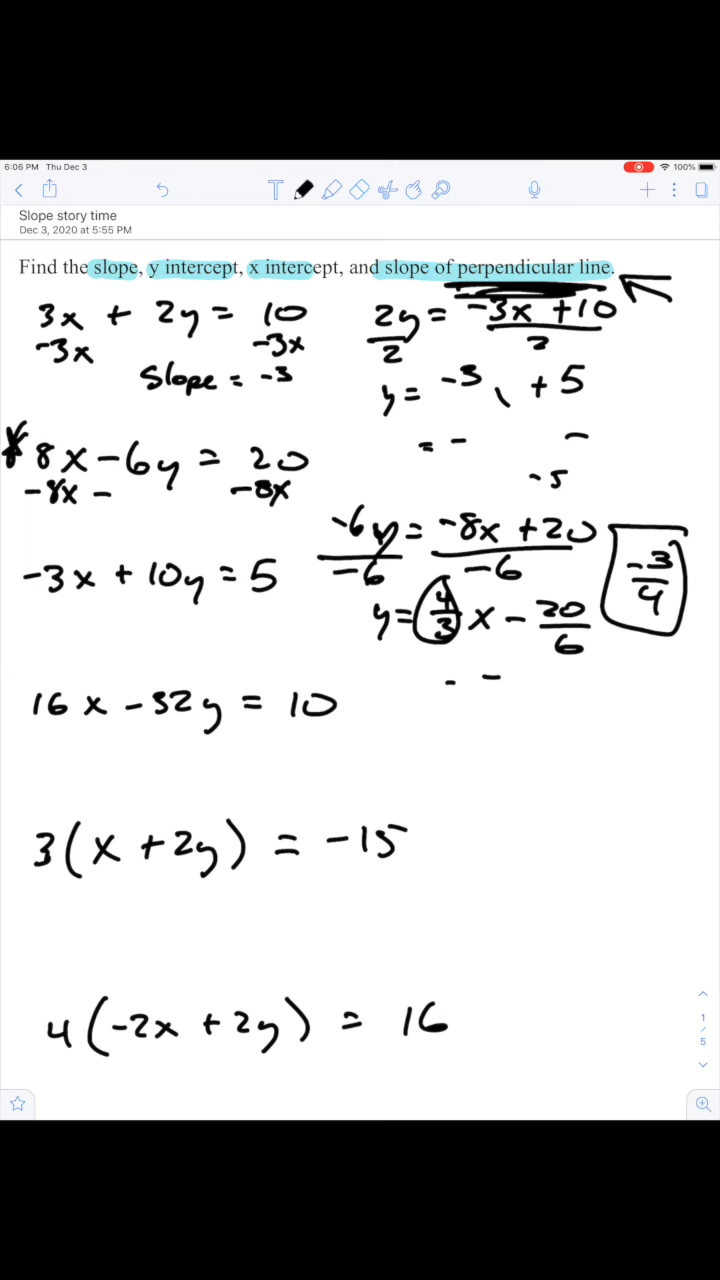 6:06 PM Thu Dec 3
100%
Slope story time
Dec 3, 2020 at 5:55 PM
Find the slope, y intercept, x intercept, and slope of perpendicular line.
3x + 2y = 10
-3x -3x
Slope = -3
2y = -3x + 10
2 2
y = -3 \ + 5
= - -
-5
8x - 6y = 20
-8x - -8x
-6y = -8x + 20
-6 -6
-3/4
y = 4/3 x - 20/6
- -
-3x + 10y = 5
16x - 32y = 10
3(x + 2y) = -15
4(-2x + 2y) = 16
1
/
5